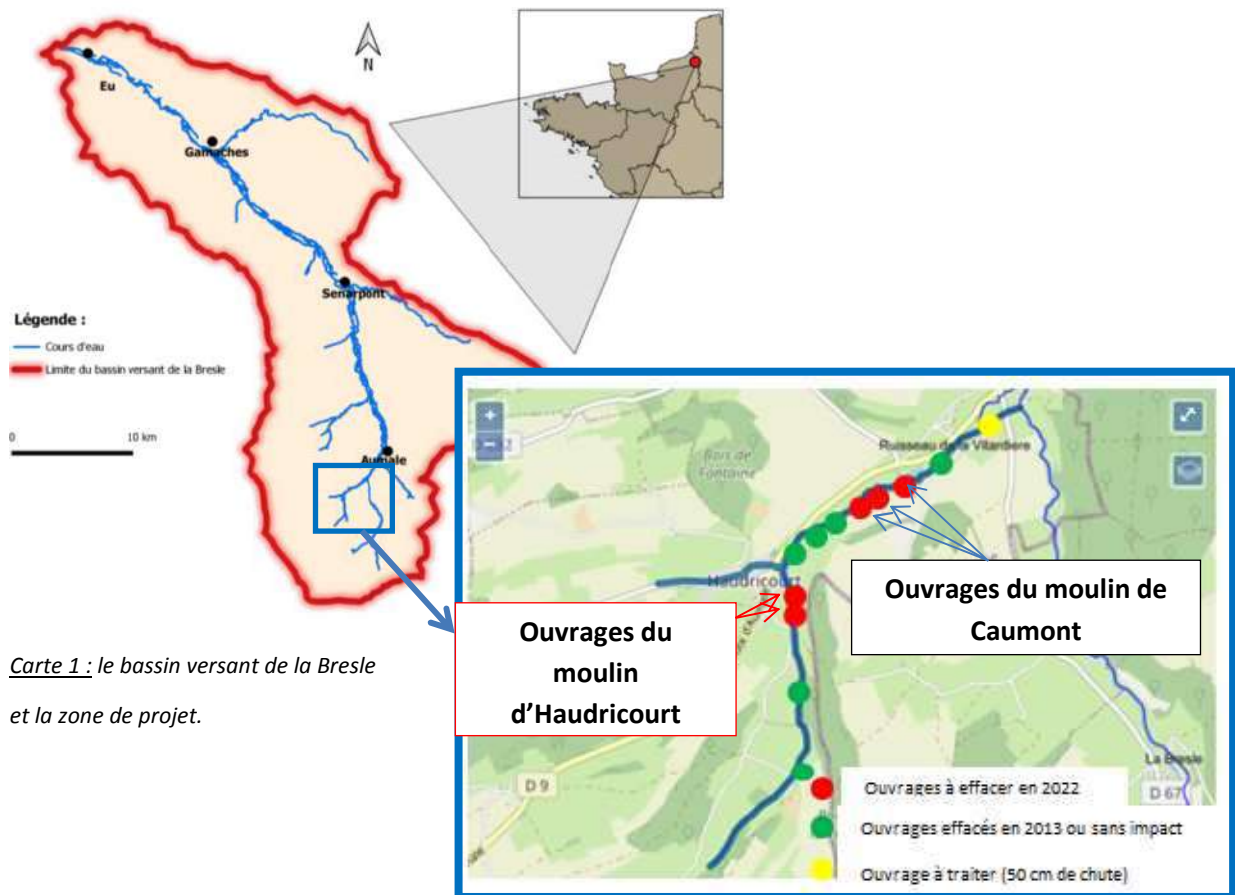 N
Eu
Gamaches
Senarpont
Aumale
Légende :
Cours d'eau
Limite du bassin versant de la Bresle
0 10 km
Carte 1 : le bassin versant de la Bresle
et la zone de projet.
+
−
Ruisseau de la Vilantiere
Bois de
Fontaine
Haudricourt
Ouvrages du moulin de
Caumont
Ouvrages du
moulin
d'Haudricourt
La Bresle
D 9
D 67
Ouvrages à effacer en 2022
Ouvrages effacés en 2013 ou sans impact
Ouvrage à traiter (50 cm de chute)